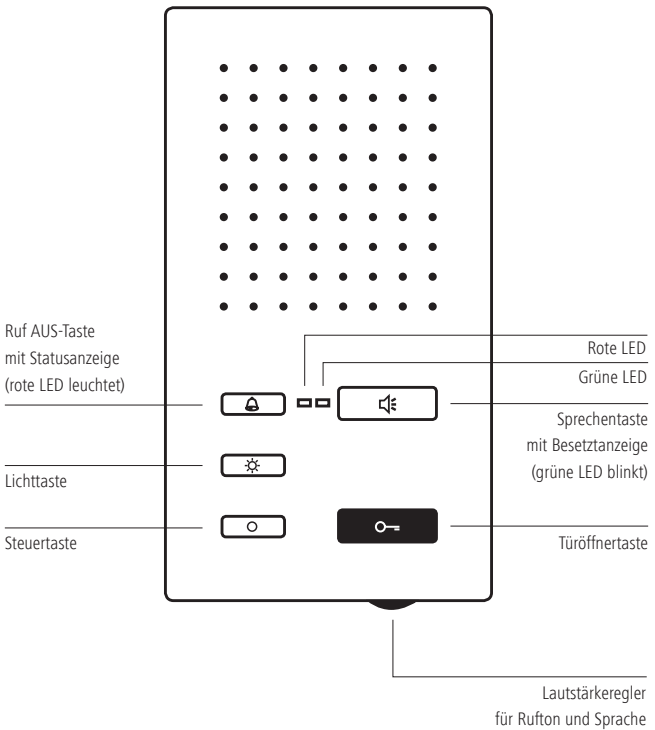 Ruf AUS-Taste
mit Statusanzeige
(rote LED leuchtet)
Lichttaste
Steuertaste
Rote LED
Grüne LED
Sprechentaste
mit Besetztanzeige
(grüne LED blinkt)
Türöffnertaste
Lautstärkeregler
für Rufton und Sprache